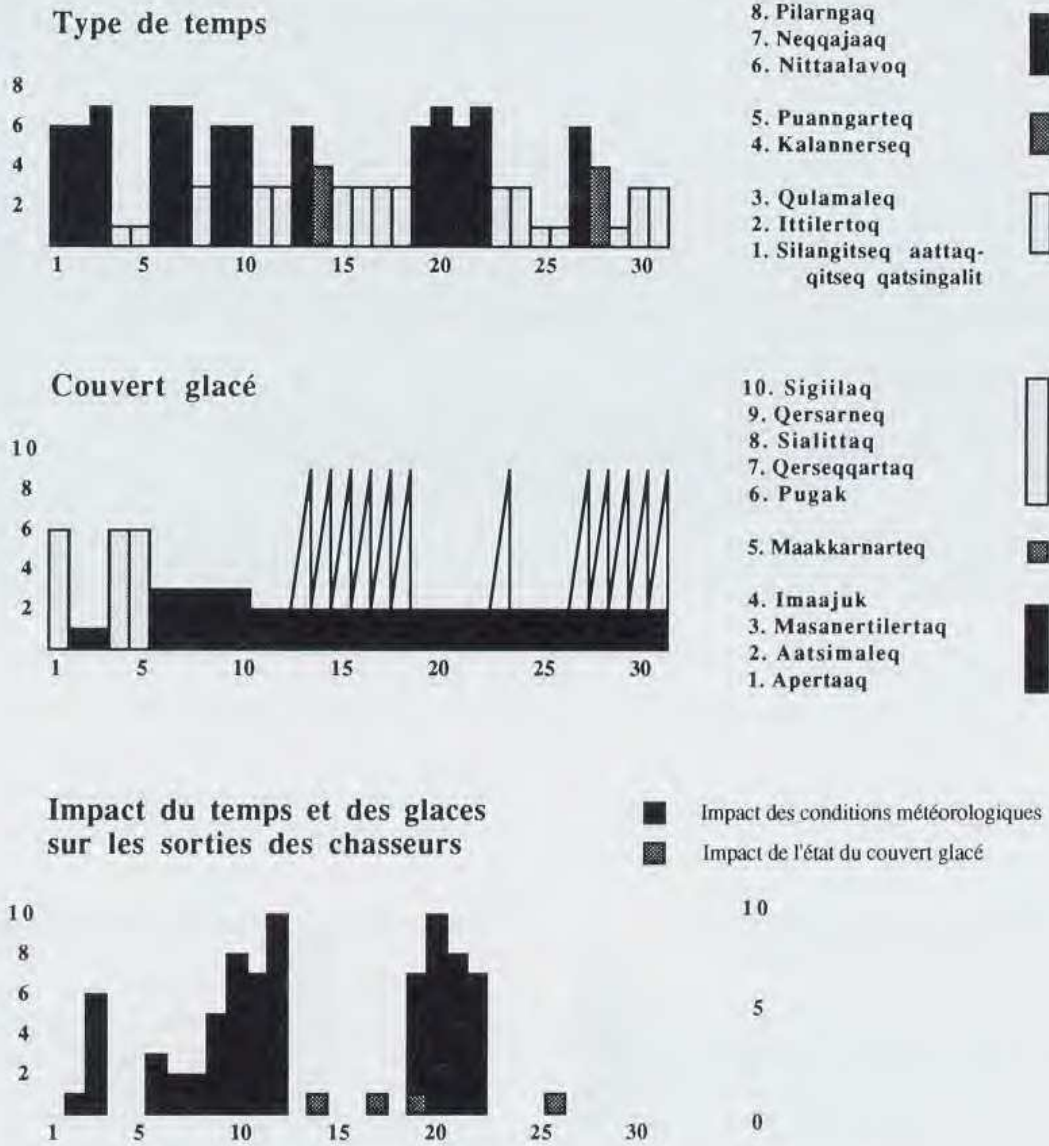 Type de temps
8
6
4
2
1 5 10 15 20 25 30
8. Pilarngaq
7. Neqqajaaq
6. Nittaalavoq
5. Puanngarteq
4. Kalannerseq
3. Qulamaleq
2. Ittilertoq
1. Silangitseq aattaq-
qitseq qatsingalit
Couvert glacé
10
8
6
4
2
1 5 10 15 20 25 30
10. Sigiilaq
9. Qersarneq
8. Sialittaq
7. Qerseqqartaq
6. Pugak
5. Maakkarnarteq
4. Imaajuk
3. Masanertilertaq
2. Aatsimaleq
1. Apertaaq
Impact du temps et des glaces
sur les sorties des chasseurs
Impact des conditions météorologiques
Impact de l'état du couvert glacé
10
8
6
4
2
1 5 10 15 20 25 30
10
5
0